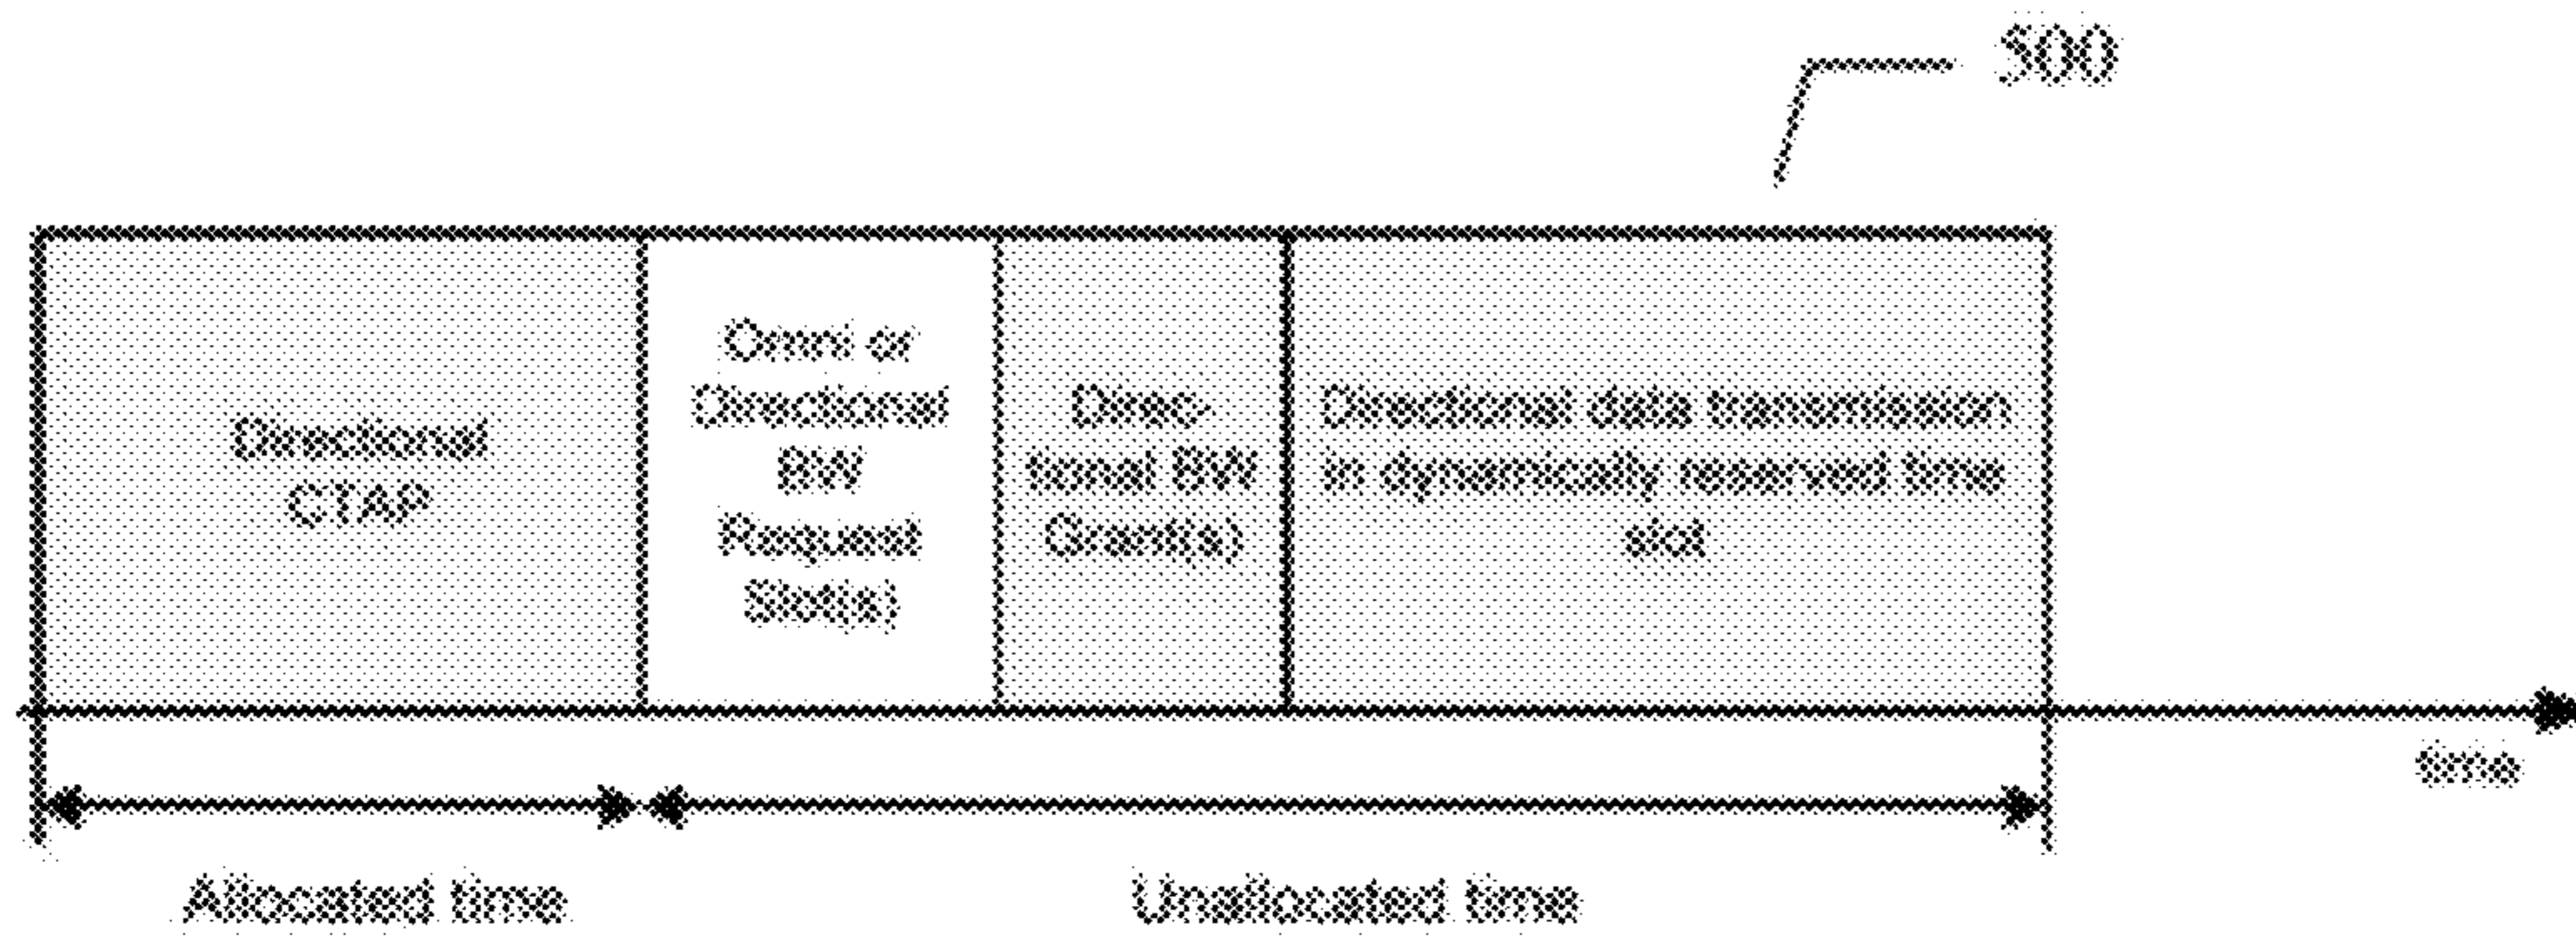 500
Directional
CTAP
Omni or
Directional
BW
Request
Slot(s)
Direc-
tional BW
Grant(s)
Directional data transmission
in dynamically reserved time
slot
time
Allocated time
Unallocated time